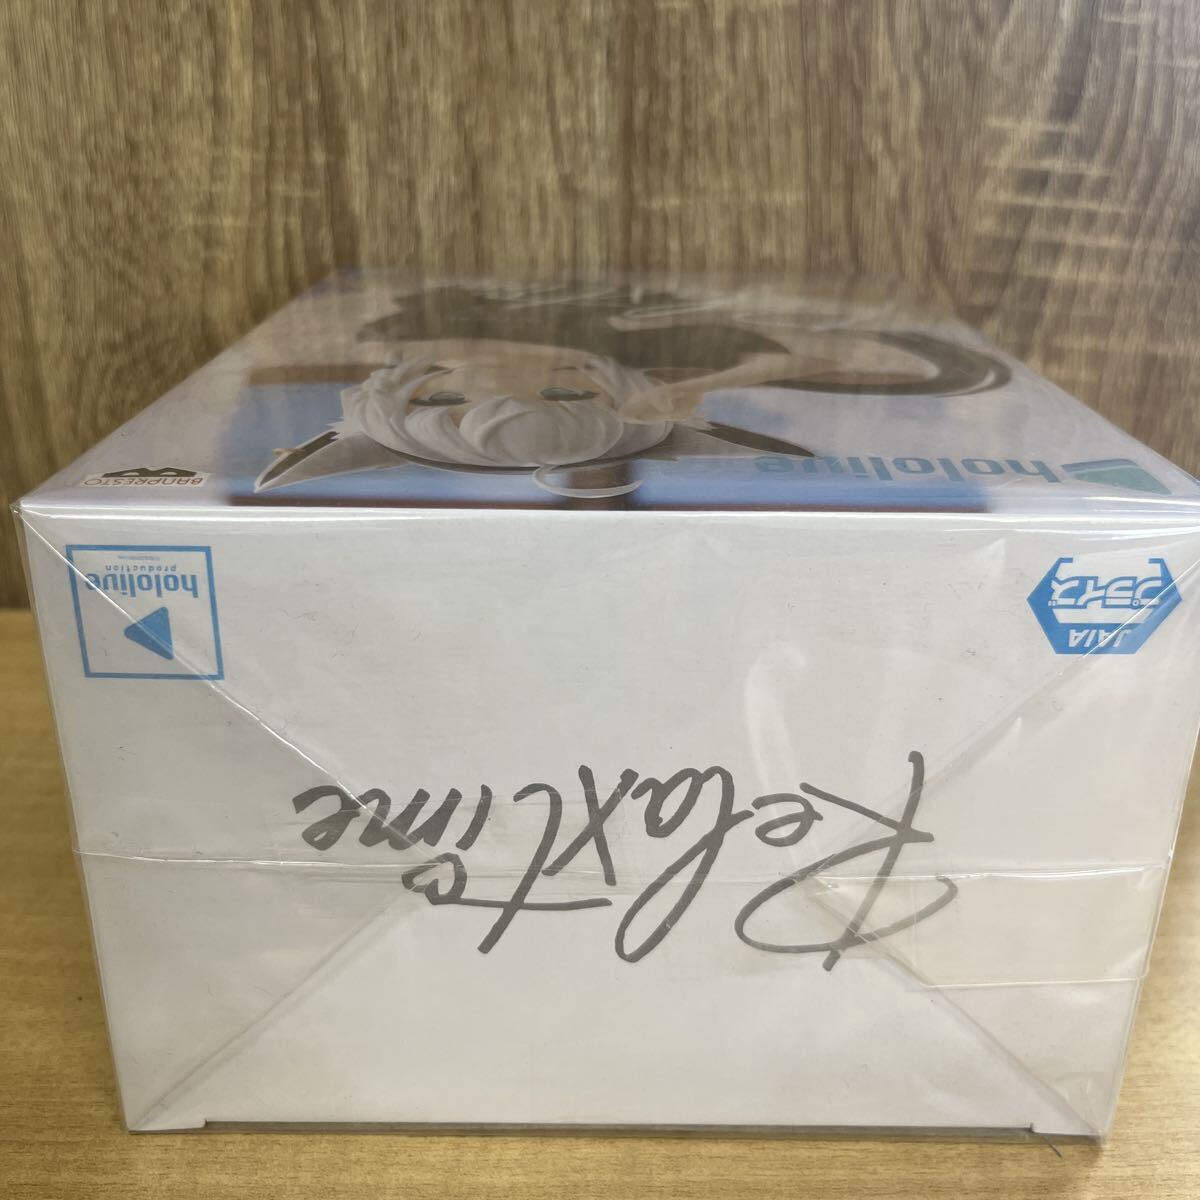 hololive
BANPRESTO
hololive
production
JAIA
プライズ
Relax time